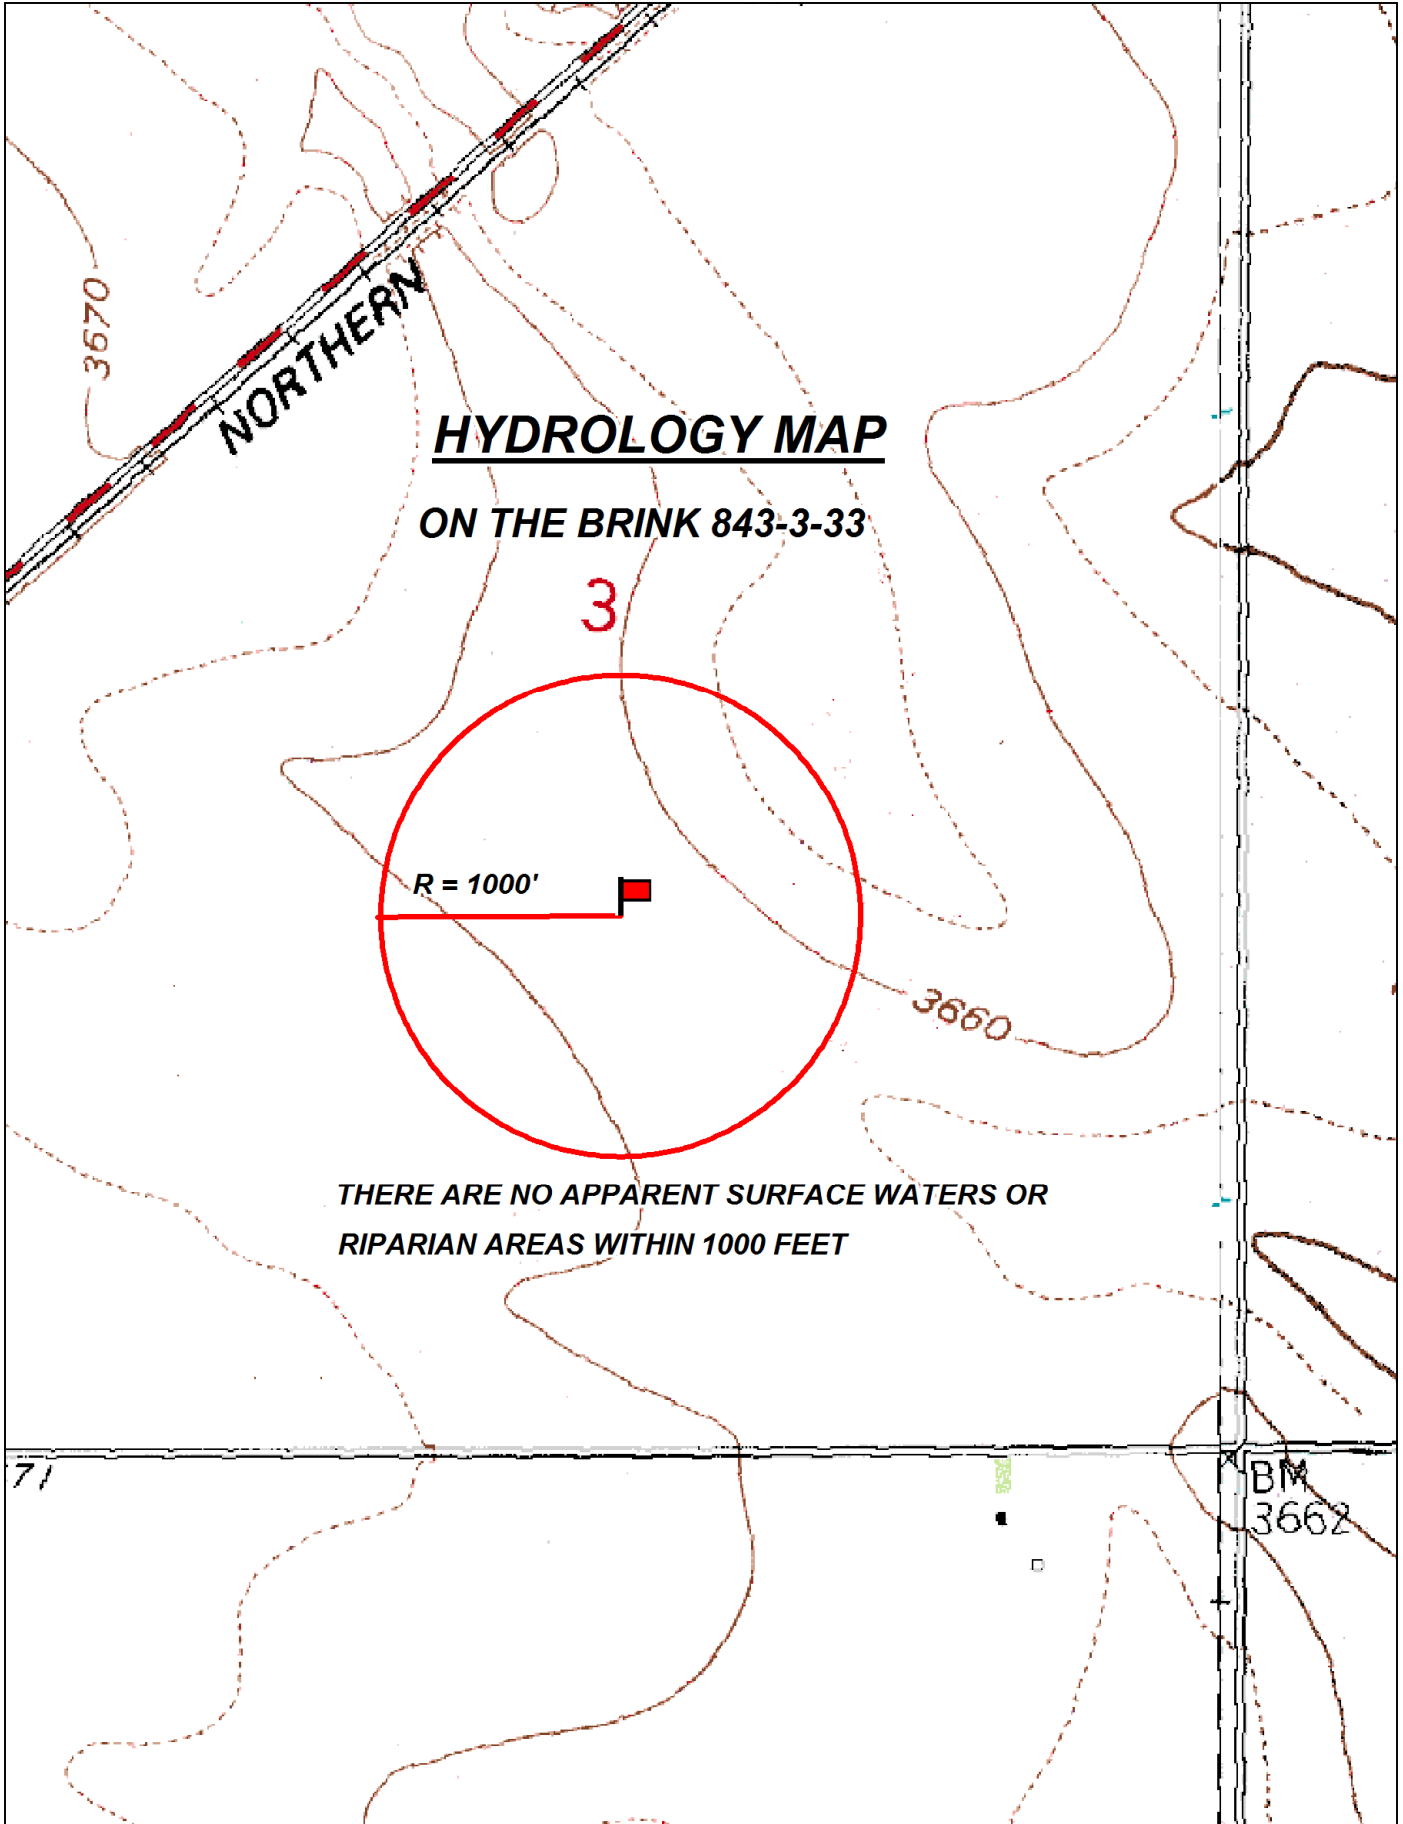 3670
NORTHERN
HYDROLOGY MAP
ON THE BRINK 843-3-33
3
R = 1000'
3660
THERE ARE NO APPARENT SURFACE WATERS OR
RIPARIAN AREAS WITHIN 1000 FEET
71
BM
3662